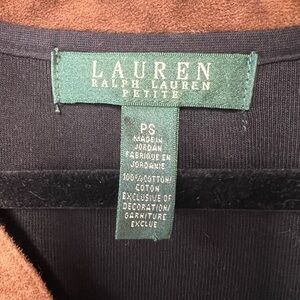 LAUREN
RALPH LAUREN
PETITE
PS
MADE IN
JORDAN
FABRIQUE EN
JORDANIE
100% COTTON/
COTON
EXCLUSIVE OF
DECORATION/
GARNITURE
EXCLUE